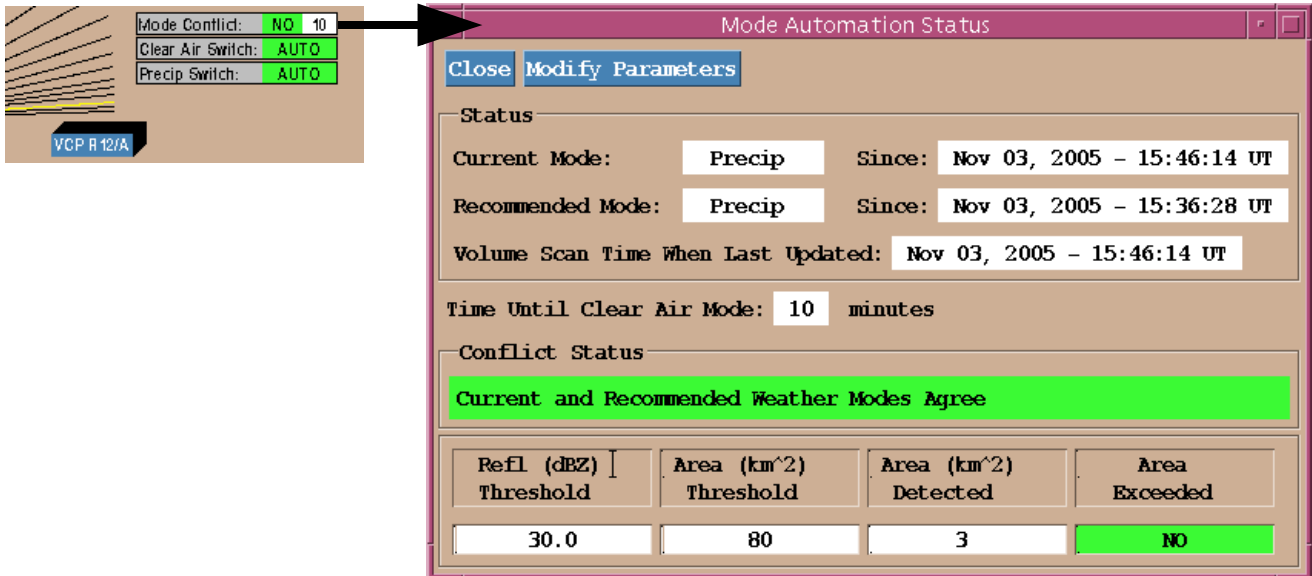 Mode Conflict: NO 10
Clear Air Switch: AUTO
Precip Switch: AUTO
VCP R12/A
Mode Automation Status
Close Modify Parameters
Status
Current Mode: Precip Since: Nov 03, 2005 - 15:46:14 UT
Recommended Mode: Precip Since: Nov 03, 2005 - 15:36:28 UT
Volume Scan Time When Last Updated: Nov 03, 2005 - 15:46:14 UT
Time Until Clear Air Mode: 10 minutes
Conflict Status
Current and Recommended Weather Modes Agree
Refl (dBZ) Area (km^2) Area (km^2) Area
Threshold Threshold Detected Exceeded
30.0 80 3 NO